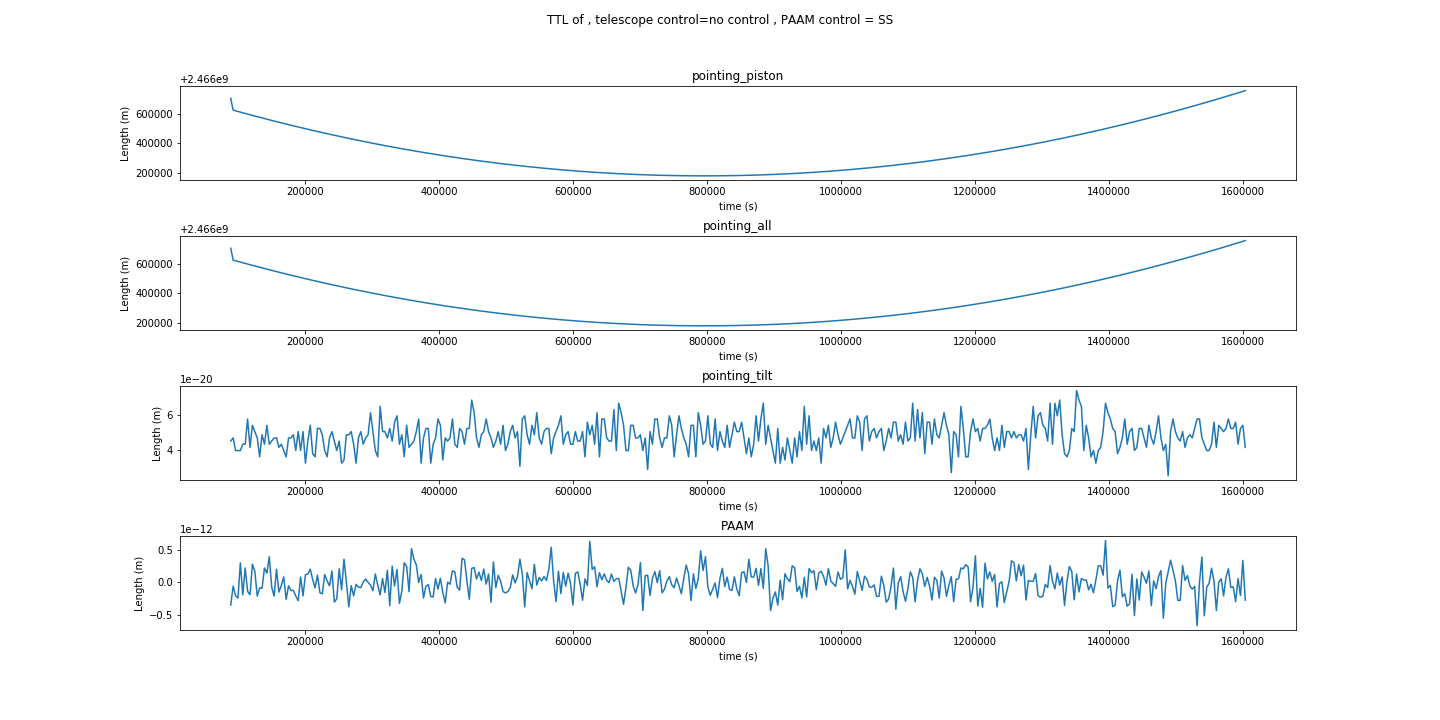 TTL of , telescope control=no control , PAAM control = SS
+2.466e9
pointing_piston
Length (m)
600000
400000
200000
200000 400000 600000 800000 1000000 1200000 1400000 1600000
time (s)
+2.466e9
pointing_all
Length (m)
600000
400000
200000
200000 400000 600000 800000 1000000 1200000 1400000 1600000
time (s)
1e−20
pointing_tilt
Length (m)
6
4
200000 400000 600000 800000 1000000 1200000 1400000 1600000
time (s)
1e−12
PAAM
Length (m)
0.5
0.0
−0.5
200000 400000 600000 800000 1000000 1200000 1400000 1600000
time (s)